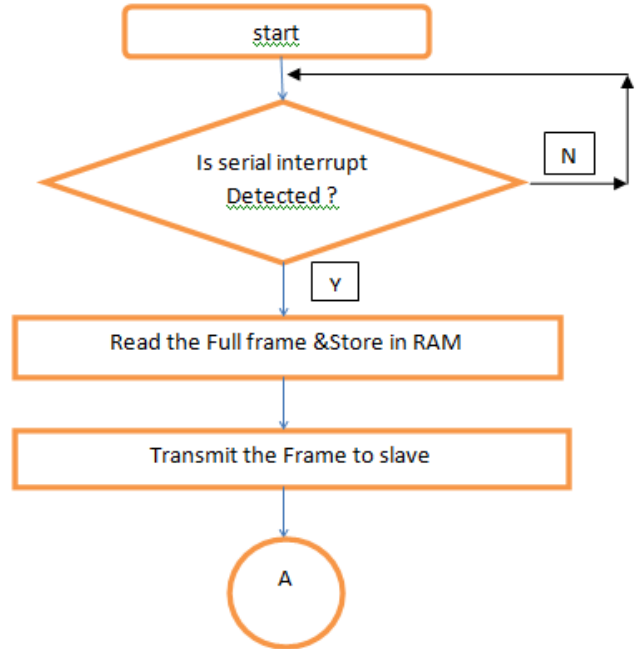 start
Is serial interrupt
Detected ?
N
Y
Read the Full frame &Store in RAM
Transmit the Frame to slave
A